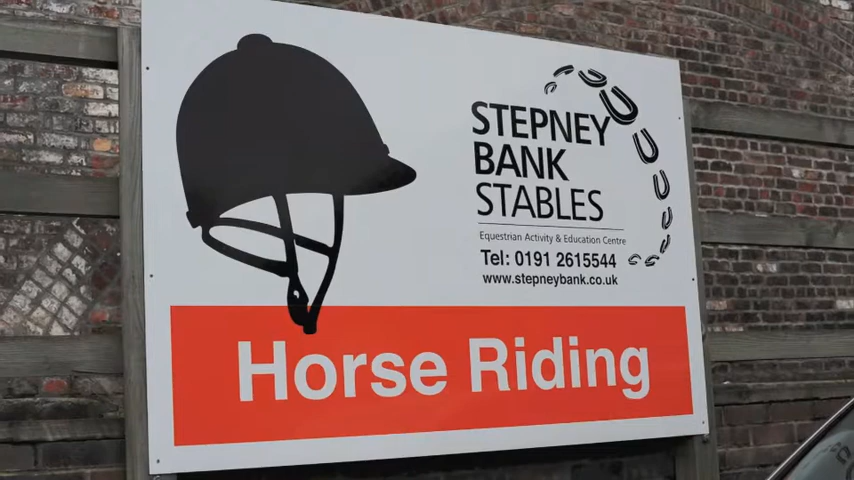 STEPNEY
BANK
STABLES
Equestrian Activity & Education Centre
Tel: 0191 2615544
www.stepneybank.co.uk
Horse Riding